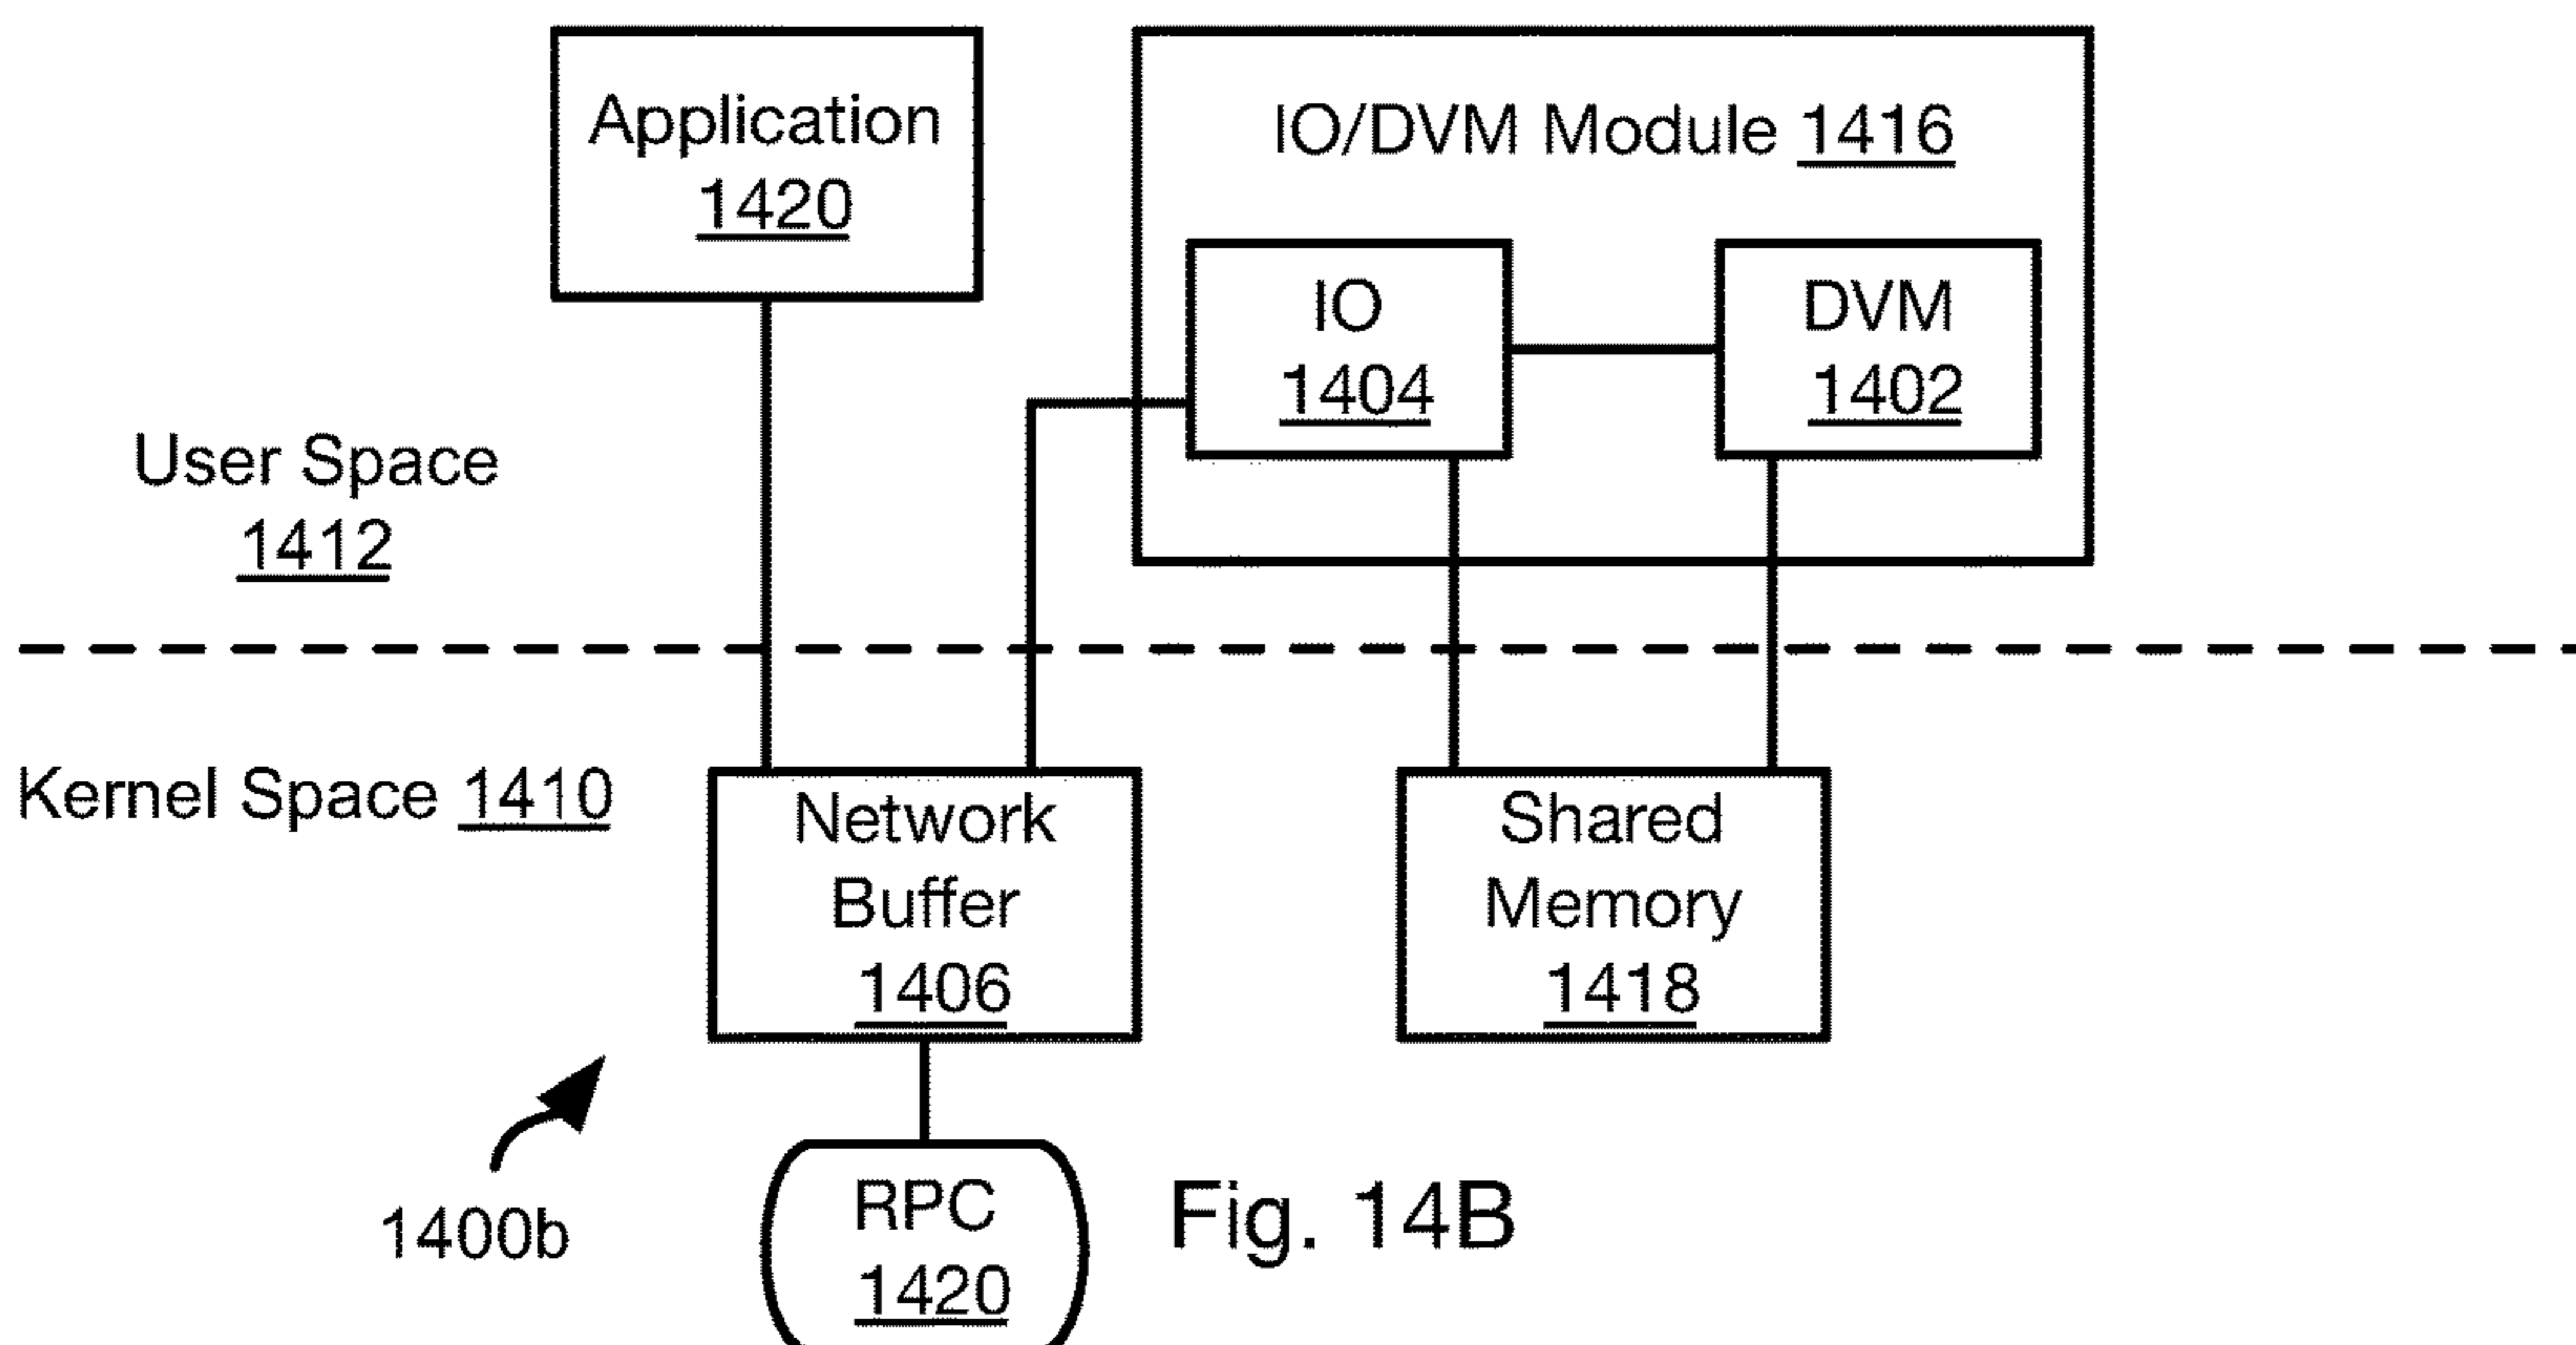 Application
1420
IO/DVM Module 1416
IO
1404
DVM
1402
User Space
1412
Kernel Space 1410
Network
Buffer
1406
Shared
Memory
1418
1400b
RPC
1420
Fig. 14B